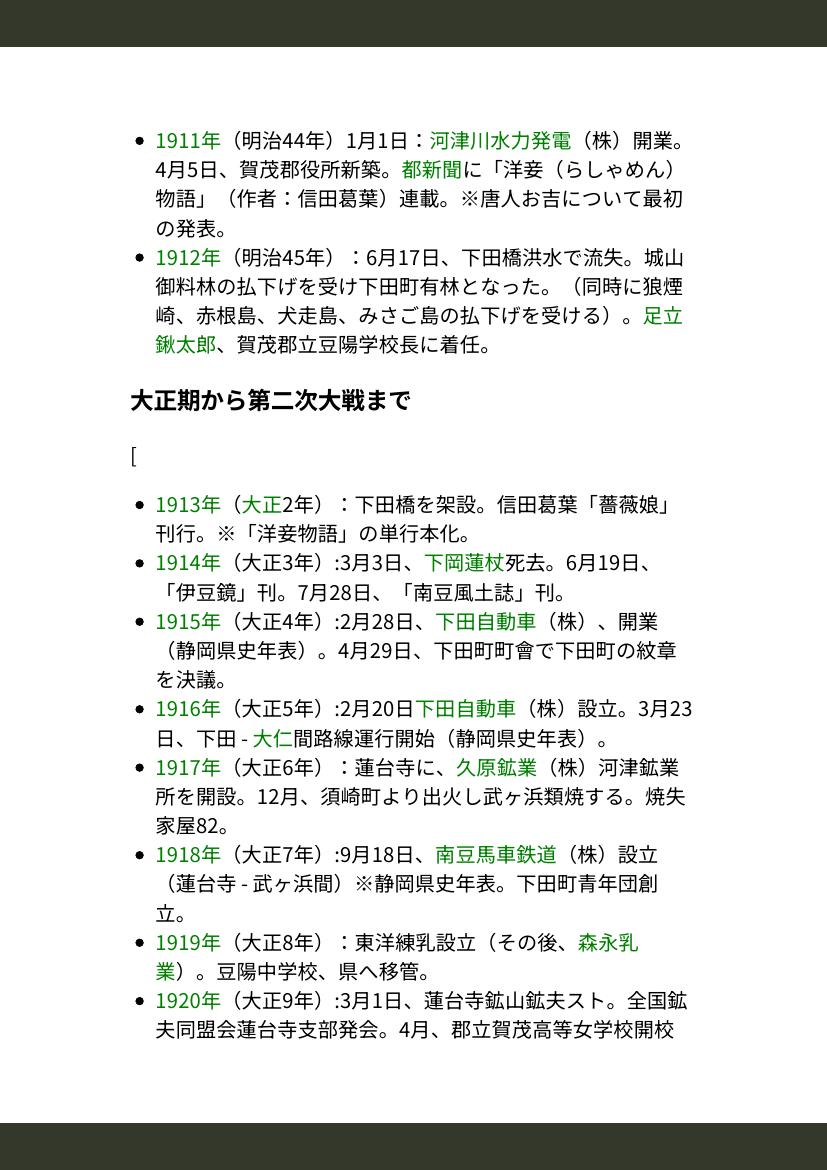 • 1911年（明治44年）1月1日：河津川水力発電（株）開業。
4月5日、賀茂郡役所新築。都新聞に「洋妾（らしゃめん）
物語」（作者：信田葛葉）連載。※唐人お吉について最初
の発表。
• 1912年（明治45年）：6月17日、下田橋洪水で流失。城山
御料林の払下げを受け下田町有林となった。（同時に狼煙
崎、赤根島、犬走島、みさご島の払下げを受ける）。足立
鍬太郎、賀茂郡立豆陽学校長に着任。
大正期から第二次大戦まで
[
• 1913年（大正2年）：下田橋を架設。信田葛葉「薔薇娘」
刊行。※「洋妾物語」の単行本化。
• 1914年（大正3年）:3月3日、下岡蓮杖死去。6月19日、
「伊豆鏡」刊。7月28日、「南豆風土誌」刊。
• 1915年（大正4年）:2月28日、下田自動車（株）、開業
（静岡県史年表）。4月29日、下田町町會で下田町の紋章
を決議。
• 1916年（大正5年）:2月20日下田自動車（株）設立。3月23
日、下田 - 大仁間路線運行開始（静岡県史年表）。
• 1917年（大正6年）：蓮台寺に、久原鉱業（株）河津鉱業
所を開設。12月、須崎町より出火し武ヶ浜類焼する。焼失
家屋82。
• 1918年（大正7年）:9月18日、南豆馬車鉄道（株）設立
（蓮台寺 - 武ヶ浜間）※静岡県史年表。下田町青年団創
立。
• 1919年（大正8年）：東洋練乳設立（その後、森永乳
業）。豆陽中学校、県へ移管。
• 1920年（大正9年）:3月1日、蓮台寺鉱山鉱夫スト。全国鉱
夫同盟会蓮台寺支部発会。4月、郡立賀茂高等女学校開校